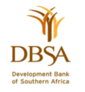 DBSA
Development Bank
of Southern Africa